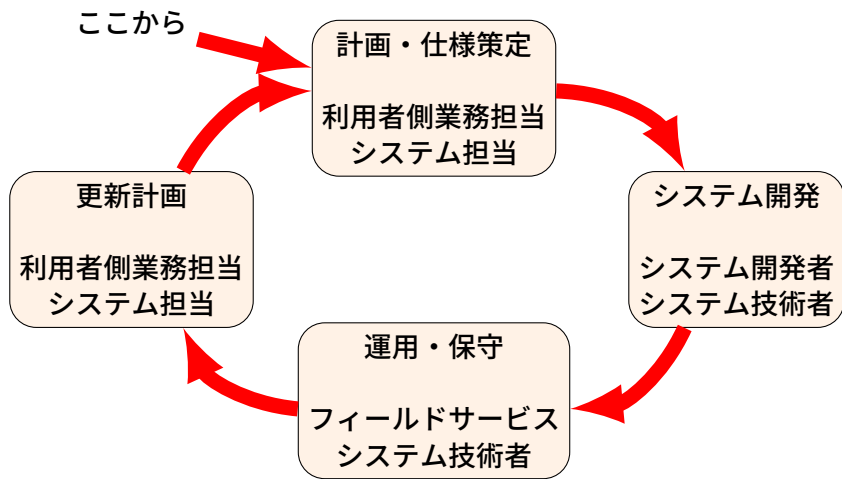 ここから
計画・仕様策定
利用者側業務担当
システム担当
システム開発
システム開発者
システム技術者
運用・保守
フィールドサービス
システム技術者
更新計画
利用者側業務担当
システム担当